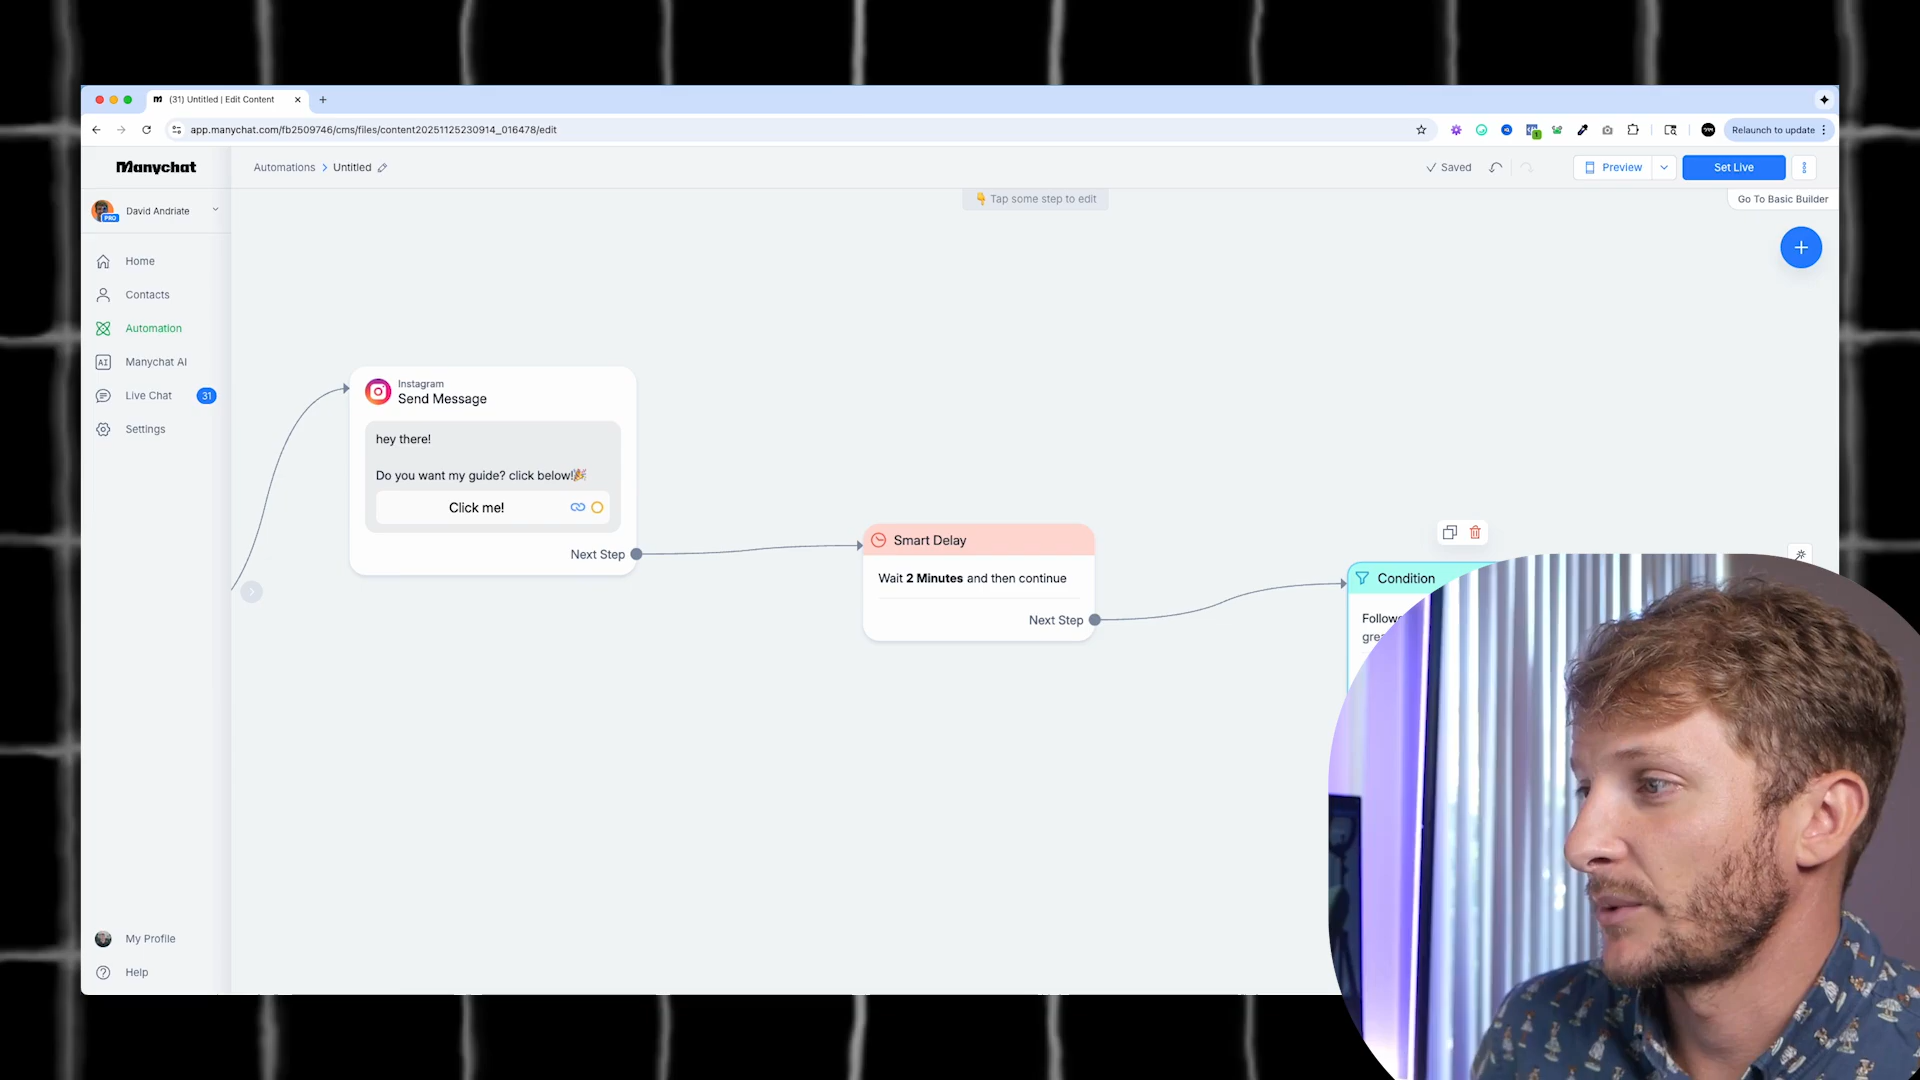 (31) Untitled | Edit Content
app.manychat.com/fb2509746/cms/files/content20251125230914_016478/edit
Relaunch to update
Manychat
Automations > Untitled
Saved
Preview
Set Live
👇 Tap some step to edit
Go To Basic Builder
David Andriate
PRO
Home
Contacts
Automation
AI Manychat AI
Live Chat 31
Settings
Instagram
Send Message
hey there!
Do you want my guide? click below!🎉
Click me!
Next Step
Smart Delay
Wait 2 Minutes and then continue
Next Step
Condition
My Profile
Help